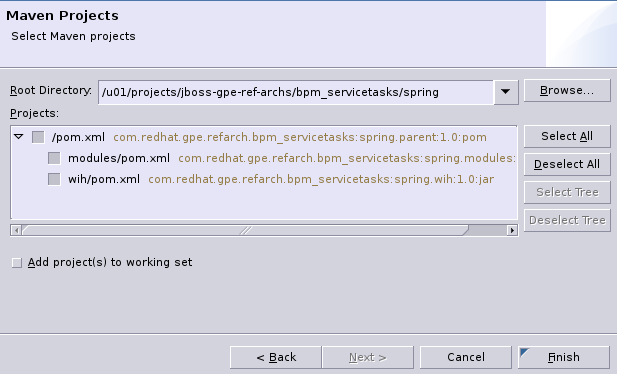 Maven Projects
Select Maven projects
Root Directory: /u01/projects/jboss-gpe-ref-archs/bpm_servicetasks/spring Browse...
Projects:
/pom.xml com.redhat.gpe.refarch.bpm_servicetasks:spring.parent:1.0:pom Select All
modules/pom.xml com.redhat.gpe.refarch.bpm_servicetasks:spring.modules: Deselect All
wih/pom.xml com.redhat.gpe.refarch.bpm_servicetasks:spring.wih:1.0:jar Select Tree
Deselect Tree
Add project(s) to working set
< Back Next > Cancel Finish